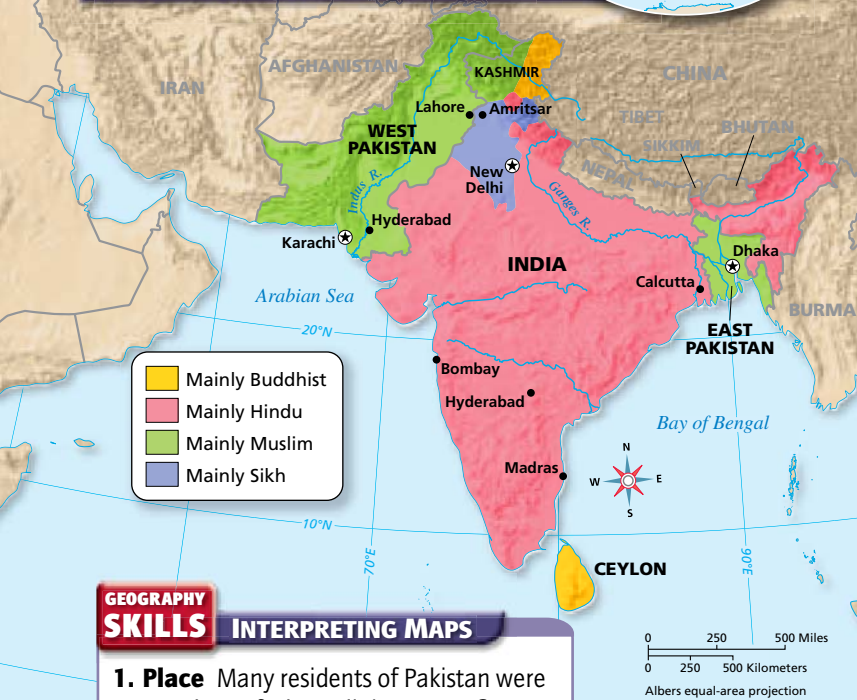 AFGHANISTAN
IRAN
KASHMIR
CHINA
Lahore
Amritsar
WEST
PAKISTAN
TIBET
BHUTAN
SIKKIM
NEPAL
New
Delhi
Indus R.
Ganges R.
Hyderabad
Karachi
Dhaka
INDIA
Calcutta
Arabian Sea
BURMA
20°N
EAST
PAKISTAN
Mainly Buddhist
Mainly Hindu
Mainly Muslim
Mainly Sikh
Bombay
Hyderabad
Bay of Bengal
Madras
N
W E
S
10°N
70°E
90°E
CEYLON
GEOGRAPHY
SKILLS INTERPRETING MAPS
1. Place Many residents of Pakistan were
0 250 500 Miles
0 250 500 Kilometers
Albers equal-area projection